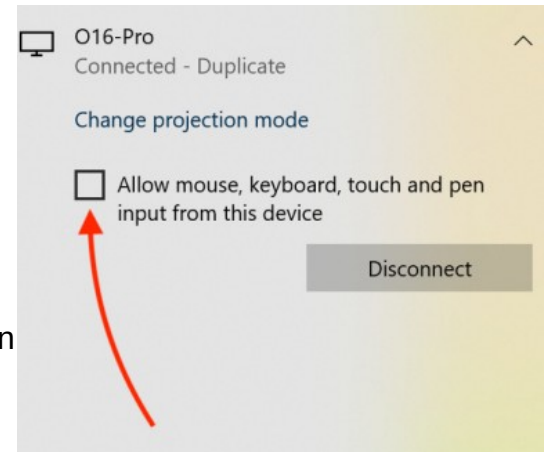 O16-Pro
Connected - Duplicate
Change projection mode
Allow mouse, keyboard, touch and pen
input from this device
Disconnect
n